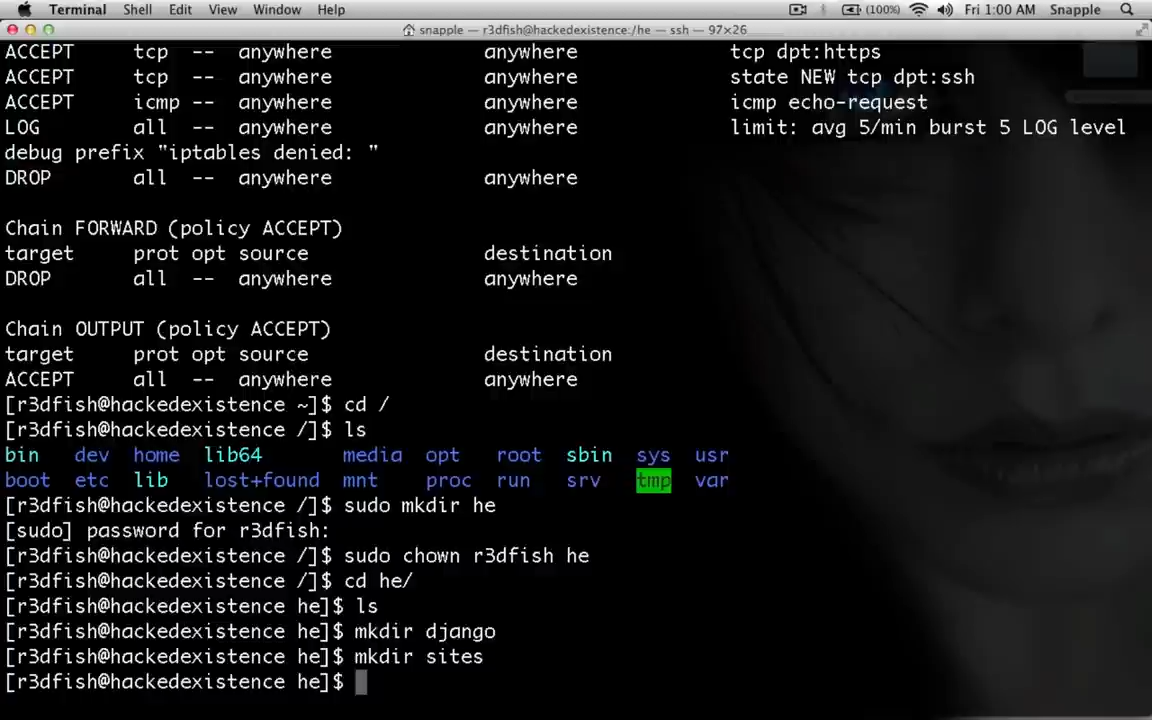 Terminal Shell Edit View Window Help (100%) Fri 1:00 AM Snapple
snapple — r3dfish@hackedexistence:/he — ssh — 97×26
ACCEPT tcp -- anywhere anywhere tcp dpt:https
ACCEPT tcp -- anywhere anywhere state NEW tcp dpt:ssh
ACCEPT icmp -- anywhere anywhere icmp echo-request
LOG all -- anywhere anywhere limit: avg 5/min burst 5 LOG level
debug prefix "iptables denied: "
DROP all -- anywhere anywhere
Chain FORWARD (policy ACCEPT)
target prot opt source destination
DROP all -- anywhere anywhere
Chain OUTPUT (policy ACCEPT)
target prot opt source destination
ACCEPT all -- anywhere anywhere
[r3dfish@hackedexistence ~]$ cd /
[r3dfish@hackedexistence /]$ ls
bin dev home lib64 media opt root sbin sys usr
boot etc lib lost+found mnt proc run srv tmp var
[r3dfish@hackedexistence /]$ sudo mkdir he
[sudo] password for r3dfish:
[r3dfish@hackedexistence /]$ sudo chown r3dfish he
[r3dfish@hackedexistence /]$ cd he/
[r3dfish@hackedexistence he]$ ls
[r3dfish@hackedexistence he]$ mkdir django
[r3dfish@hackedexistence he]$ mkdir sites
[r3dfish@hackedexistence he]$